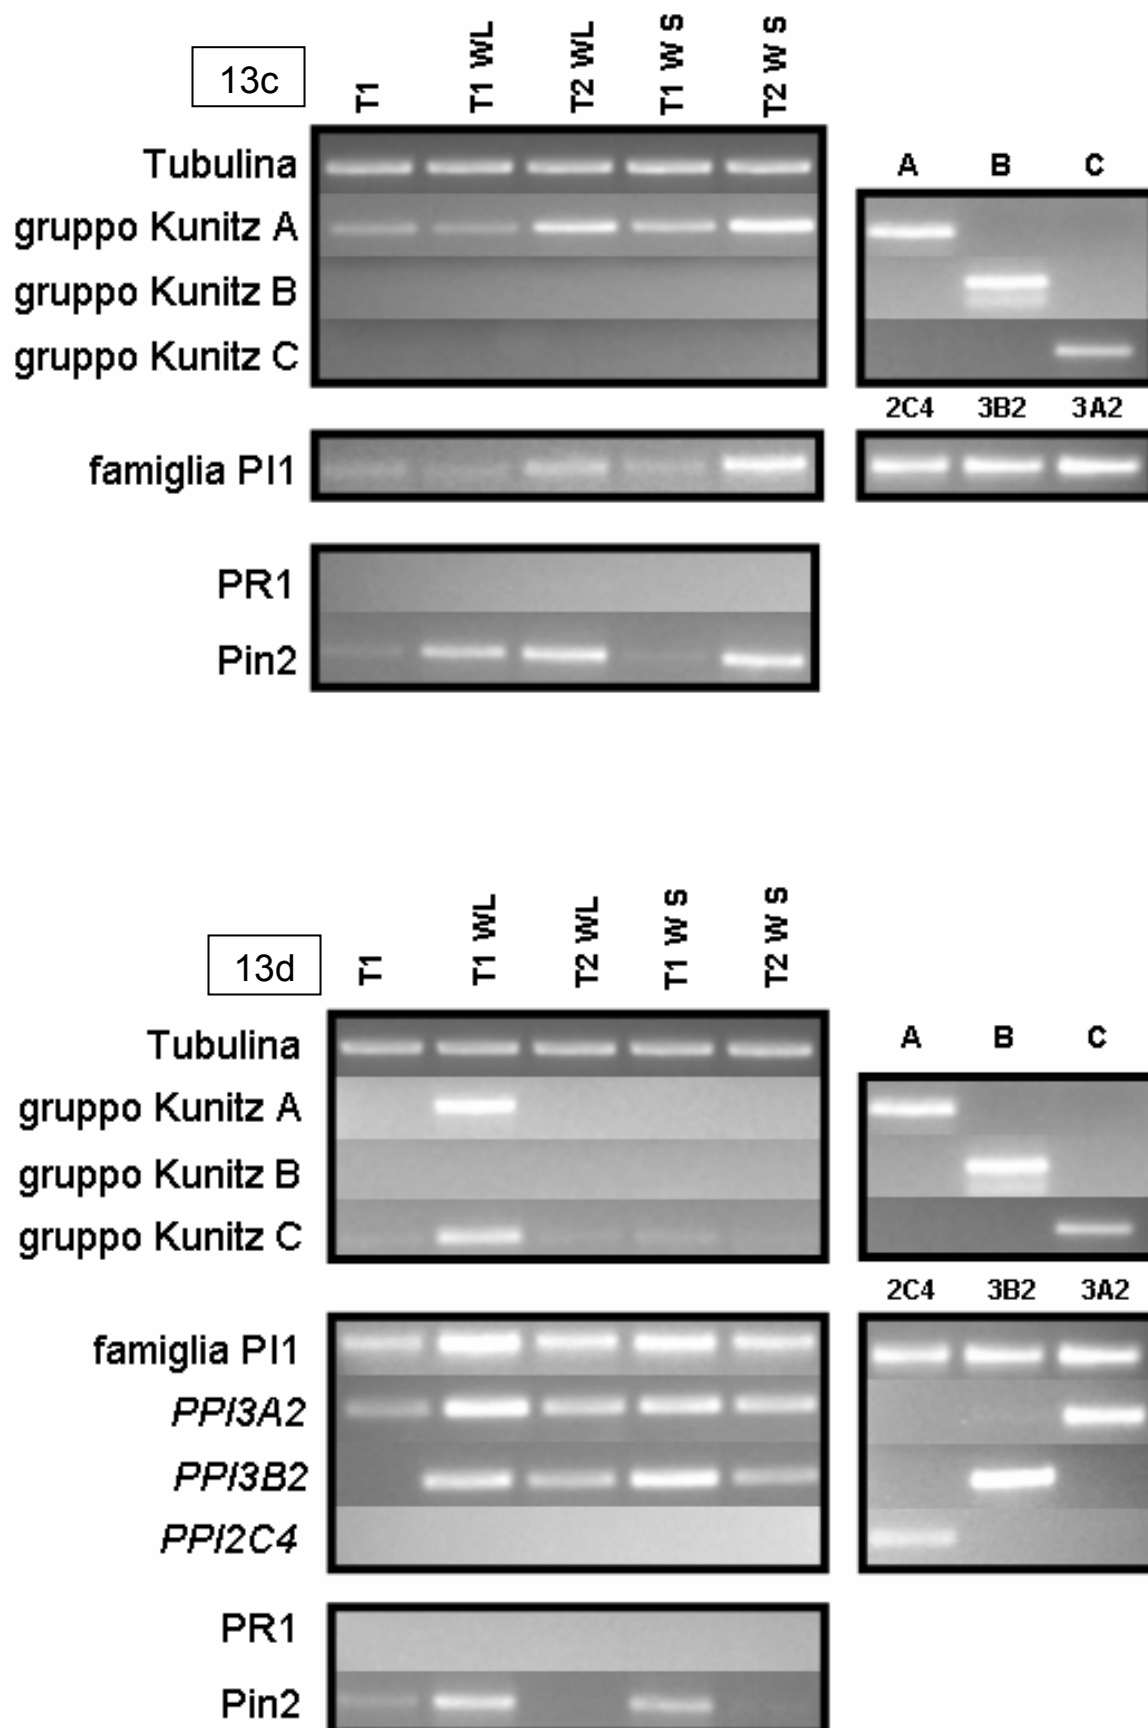 13c
T1
T1 WL
T2 WL
T1 W S
T2 W S
Tubulina
gruppo Kunitz A
gruppo Kunitz B
gruppo Kunitz C
A B C
2C4 3B2 3A2
famiglia PI1
PR1
Pin2
13d
T1
T1 WL
T2 WL
T1 W S
T2 W S
Tubulina
gruppo Kunitz A
gruppo Kunitz B
gruppo Kunitz C
A B C
2C4 3B2 3A2
famiglia PI1
PPI3A2
PPI3B2
PPI2C4
PR1
Pin2